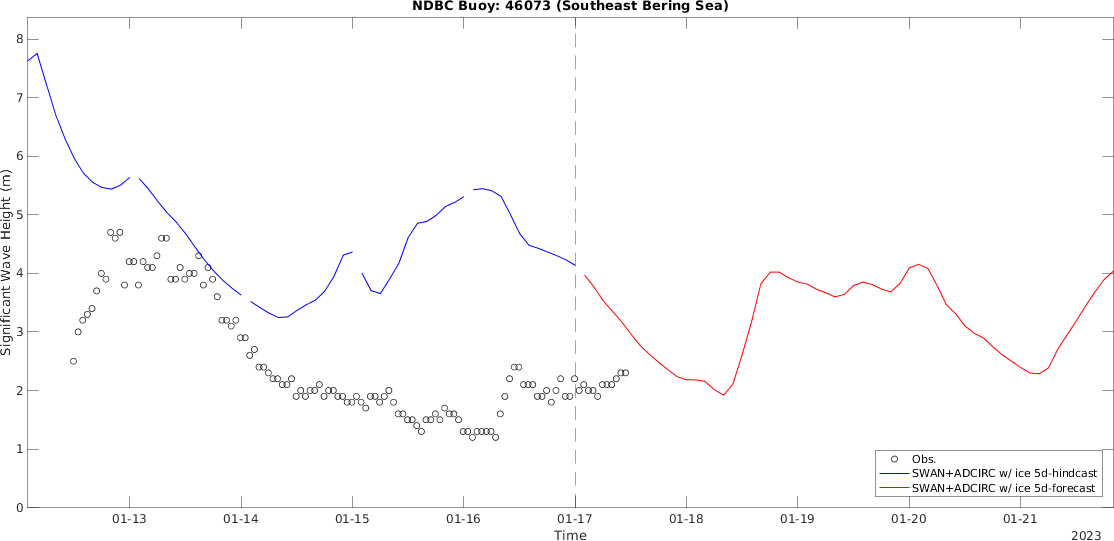 NDBC Buoy: 46073 (Southeast Bering Sea)
8
7
6
5
4
3
2
1
0
Significant Wave Height (m)
01-13 01-14 01-15 01-16 01-17 01-18 01-19 01-20 01-21
Time
2023
Obs.
SWAN+ADCIRC w/ ice 5d-hindcast
SWAN+ADCIRC w/ ice 5d-forecast